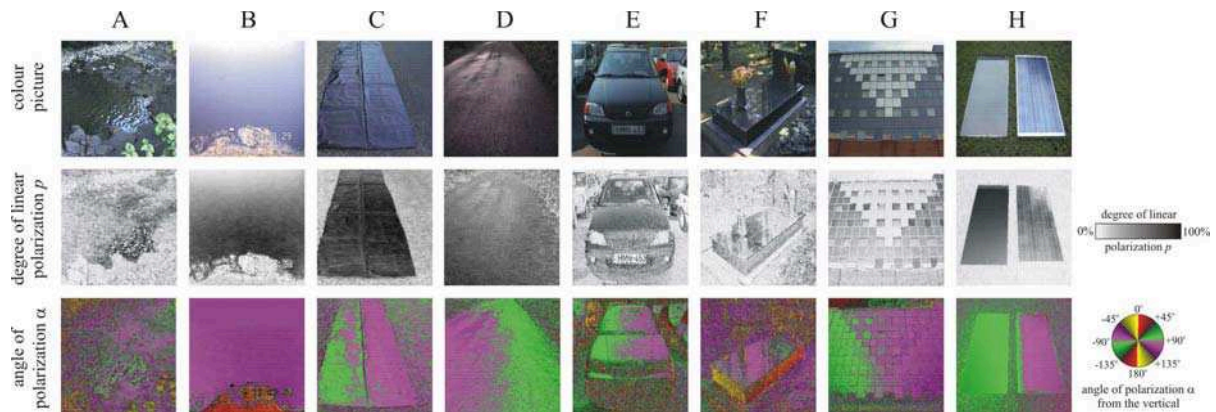 A B C D E F G H
colour
picture
degree of linear
polarization p
angle of
polarization α
degree of linear
0% 100%
polarization p
0°
-45° +45°
-90° +90°
-135° +135°
180°
angle of polarization α
from the vertical